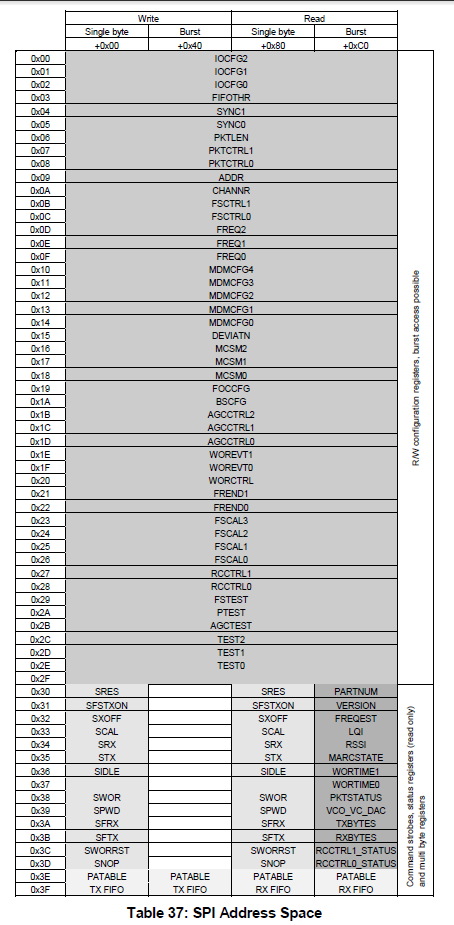 Write Read
Single byte Burst Single byte Burst
+0x00 +0x40 +0x80 +0xC0
0x00 IOCFG2
0x01 IOCFG1
0x02 IOCFG0
0x03 FIFOTHR
0x04 SYNC1
0x05 SYNC0
0x06 PKTLEN
0x07 PKTCTRL1
0x08 PKTCTRL0
0x09 ADDR
0x0A CHANNR
0x0B FSCTRL1
0x0C FSCTRL0
0x0D FREQ2
0x0E FREQ1
0x0F FREQ0
0x10 MDMCFG4
0x11 MDMCFG3
0x12 MDMCFG2
0x13 MDMCFG1
0x14 MDMCFG0
0x15 DEVIATN
0x16 MCSM2
0x17 MCSM1
0x18 MCSM0
0x19 FOCCFG
0x1A BSCFG
0x1B AGCCTRL2
0x1C AGCCTRL1
0x1D AGCCTRL0
0x1E WOREVT1
0x1F WOREVT0
0x20 WORCTRL
0x21 FREND1
0x22 FREND0
0x23 FSCAL3
0x24 FSCAL2
0x25 FSCAL1
0x26 FSCAL0
0x27 RCCTRL1
0x28 RCCTRL0
0x29 FSTEST
0x2A PTEST
0x2B AGCTEST
0x2C TEST2
0x2D TEST1
0x2E TEST0
0x2F
R/W configuration registers, burst access possible
0x30 SRES SRES PARTNUM
0x31 SFSTXON SFSTXON VERSION
0x32 SXOFF SXOFF FREQEST
0x33 SCAL SCAL LQI
0x34 SRX SRX RSSI
0x35 STX STX MARCSTATE
0x36 SIDLE SIDLE WORTIME1
0x37 WORTIME0
0x38 SWOR SWOR PKTSTATUS
0x39 SPWD SPWD VCO_VC_DAC
0x3A SFRX SFRX TXBYTES
0x3B SFTX SFTX RXBYTES
0x3C SWORRST SWORRST RCCTRL1_STATUS
0x3D SNOP SNOP RCCTRL0_STATUS
0x3E PATABLE PATABLE PATABLE PATABLE
0x3F TX FIFO TX FIFO RX FIFO RX FIFO
Command strobes, status registers (read only)
and multi byte registers
Table 37: SPI Address Space